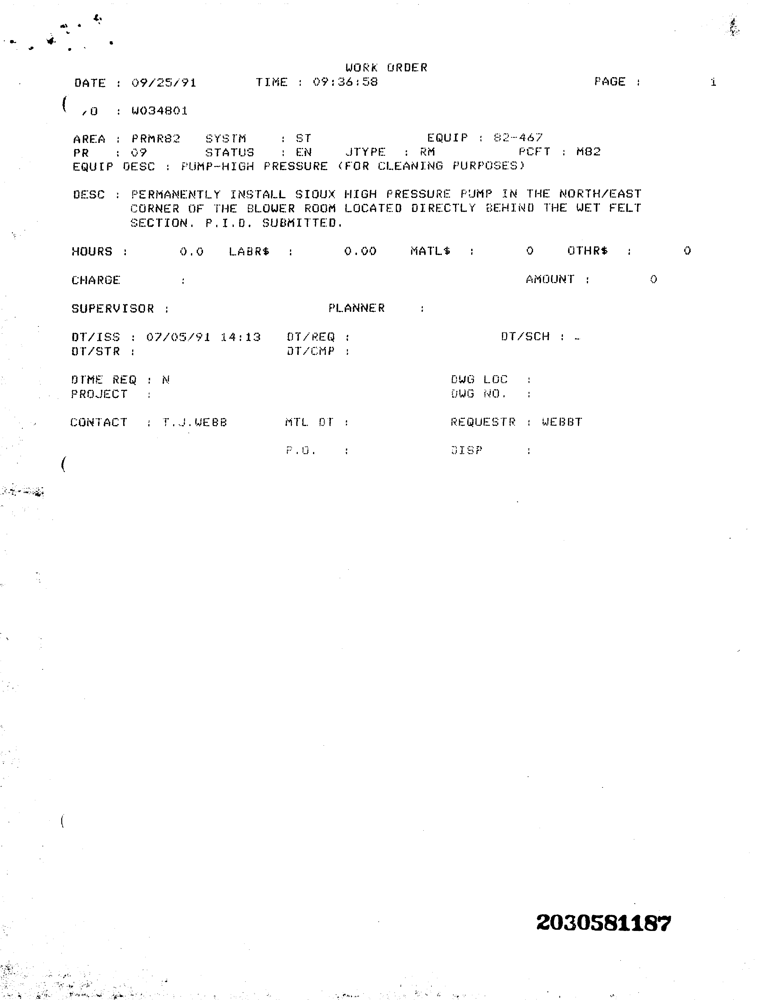 WORK ORDER
DATE : 09/25/91 TIME : 09:36:58 PAGE : 1
/O : W034801
AREA : PRMR82 SYSTM : ST EQUIP : 82-467
PR : 09 STATUS : EN JTYPE : RM PCFT : M82
EQUIP DESC : PUMP-HIGH PRESSURE (FOR CLEANING PURPOSES)
DESC : PERMANENTLY INSTALL SIOUX HIGH PRESSURE PUMP IN THE NORTH/EAST
CORNER OF THE BLOWER ROOM LOCATED DIRECTLY BEHIND THE WET FELT
SECTION. P.I.D. SUBMITTED.
HOURS : 0.0 LABR$ : 0.00 MATL$ : 0 OTHR$ : 0
CHARGE : AMOUNT : 0
SUPERVISOR : PLANNER :
DT/ISS : 07/05/91 14:13 DT/REQ : DT/SCH :
DT/STR : DT/CMP :
DTME REQ : N DWG LOC :
PROJECT : DWG NO. :
CONTACT : T.J.WEBB MTL DT : REQUESTR : WEBBT
P.O. : DISP :
2030581187